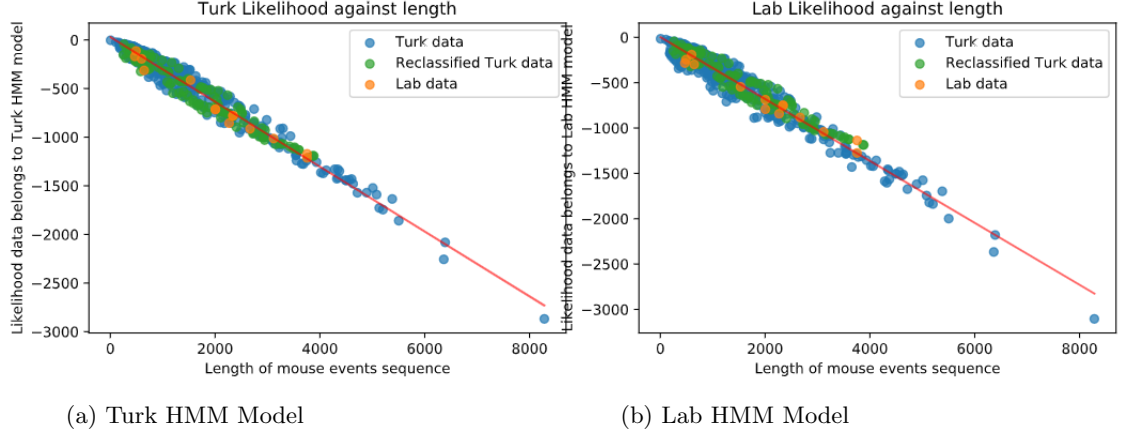 Turk Likelihood against length
Likelihood data belongs to Turk HMM model
0
−500
−1000
−1500
−2000
−2500
−3000
Turk data
Reclassified Turk data
Lab data
0 2000 4000 6000 8000
Length of mouse events sequence
(a) Turk HMM Model
Lab Likelihood against length
Likelihood data belongs to Lab HMM model
0
−500
−1000
−1500
−2000
−2500
−3000
Turk data
Reclassified Turk data
Lab data
0 2000 4000 6000 8000
Length of mouse events sequence
(b) Lab HMM Model